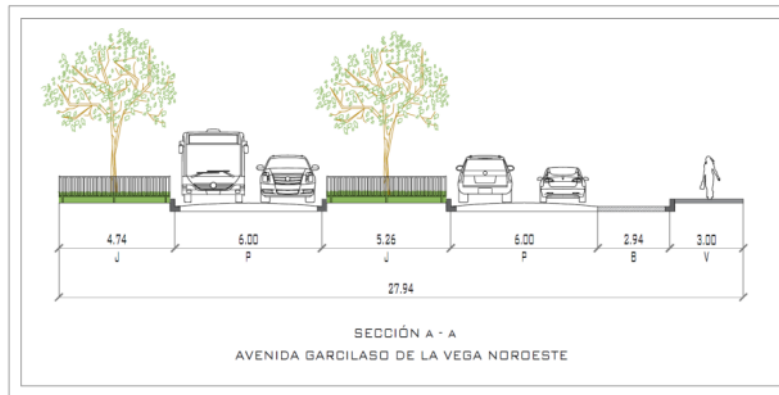 4.74 6.00 5.26 6.00 2.94 3.00
J P J P B V
27.94
SECCIÓN A - A
AVENIDA GARCILASO DE LA VEGA NOROESTE